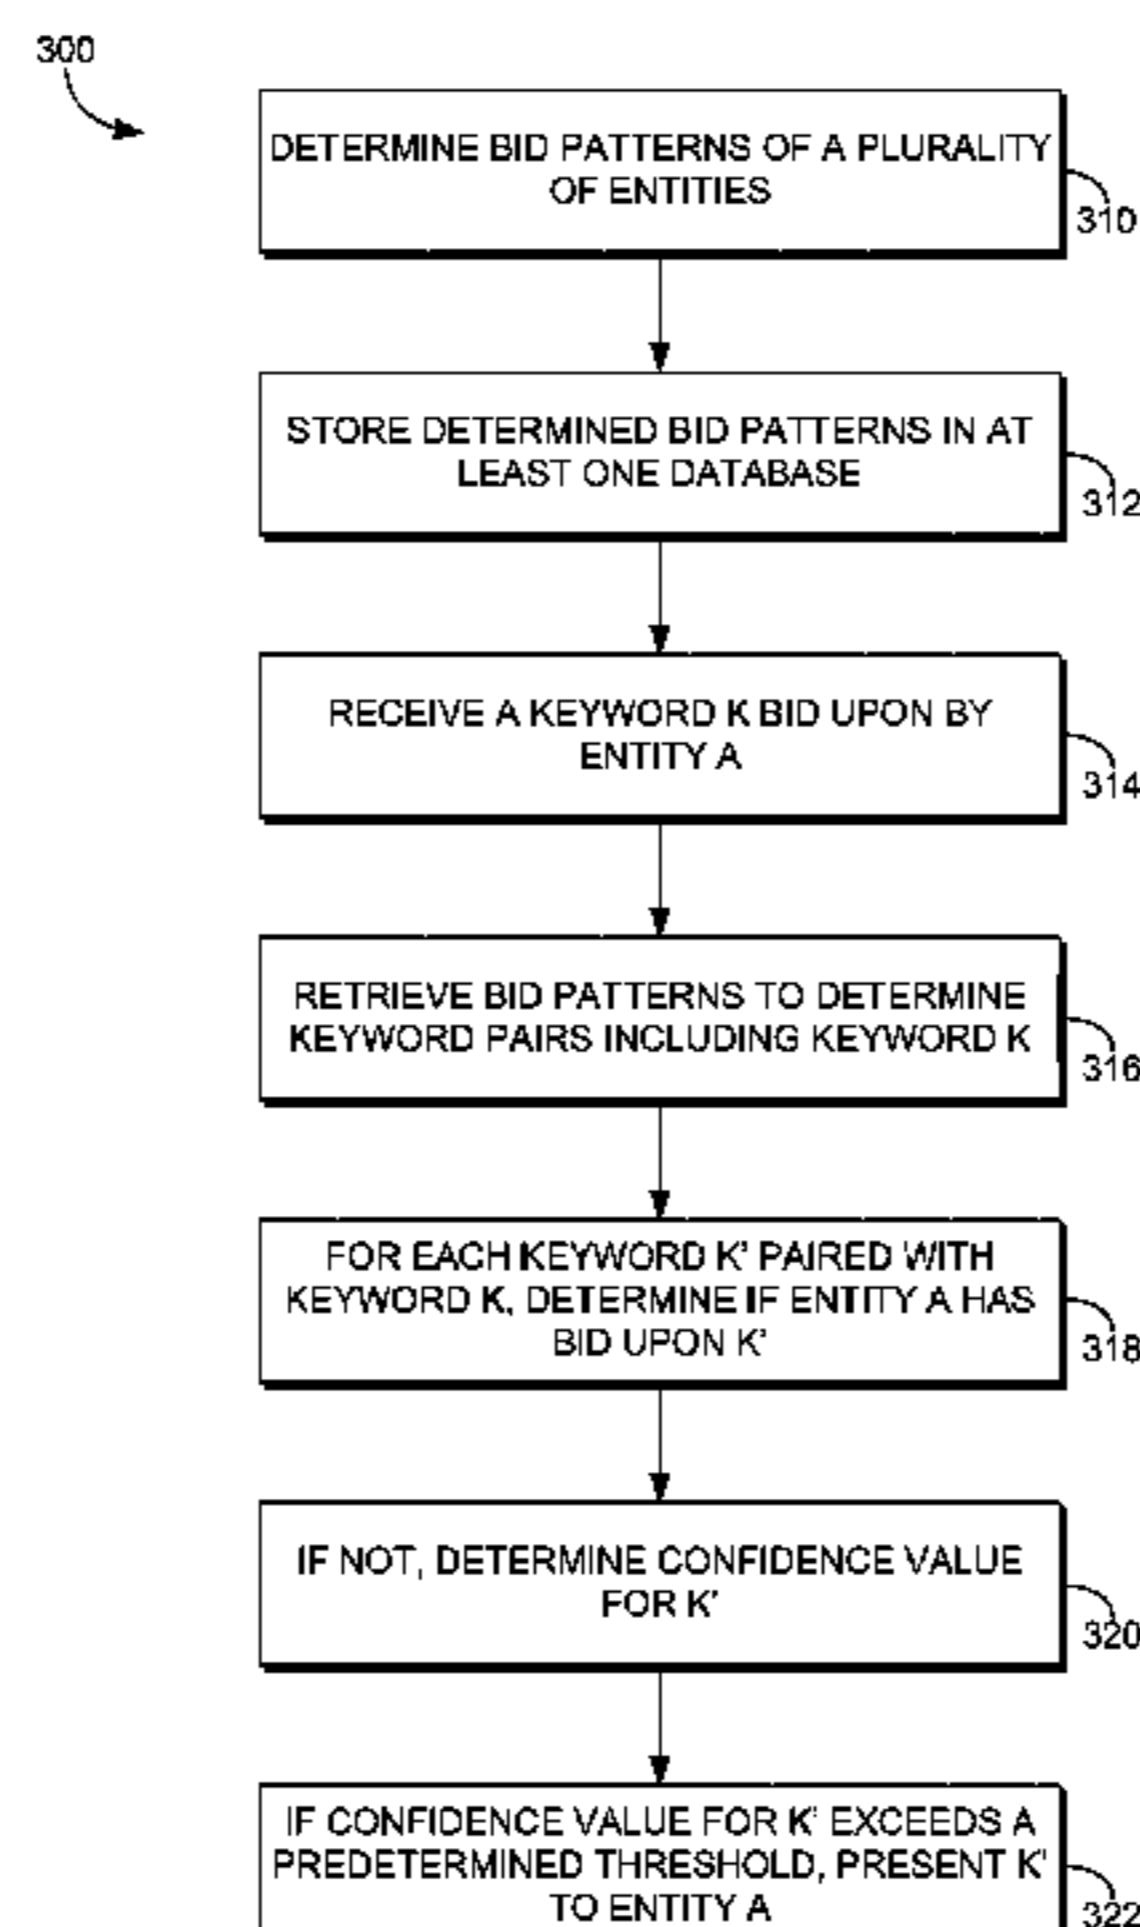 300
DETERMINE BID PATTERNS OF A PLURALITY
OF ENTITIES
310
STORE DETERMINED BID PATTERNS IN AT
LEAST ONE DATABASE
312
RECEIVE A KEYWORD K BID UPON BY
ENTITY A
314
RETRIEVE BID PATTERNS TO DETERMINE
KEYWORD PAIRS INCLUDING KEYWORD K
316
FOR EACH KEYWORD K' PAIRED WITH
KEYWORD K, DETERMINE IF ENTITY A HAS
BID UPON K'
318
IF NOT, DETERMINE CONFIDENCE VALUE
FOR K'
320
IF CONFIDENCE VALUE FOR K' EXCEEDS A
PREDETERMINED THRESHOLD, PRESENT K'
TO ENTITY A
322